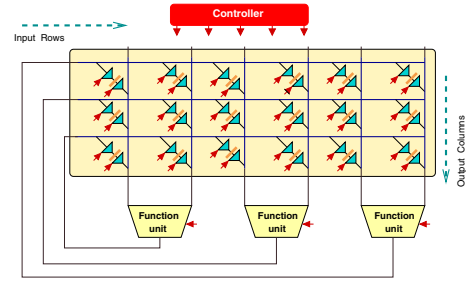 Controller
Input Rows
Output Columns
Function
unit
Function
unit
Function
unit